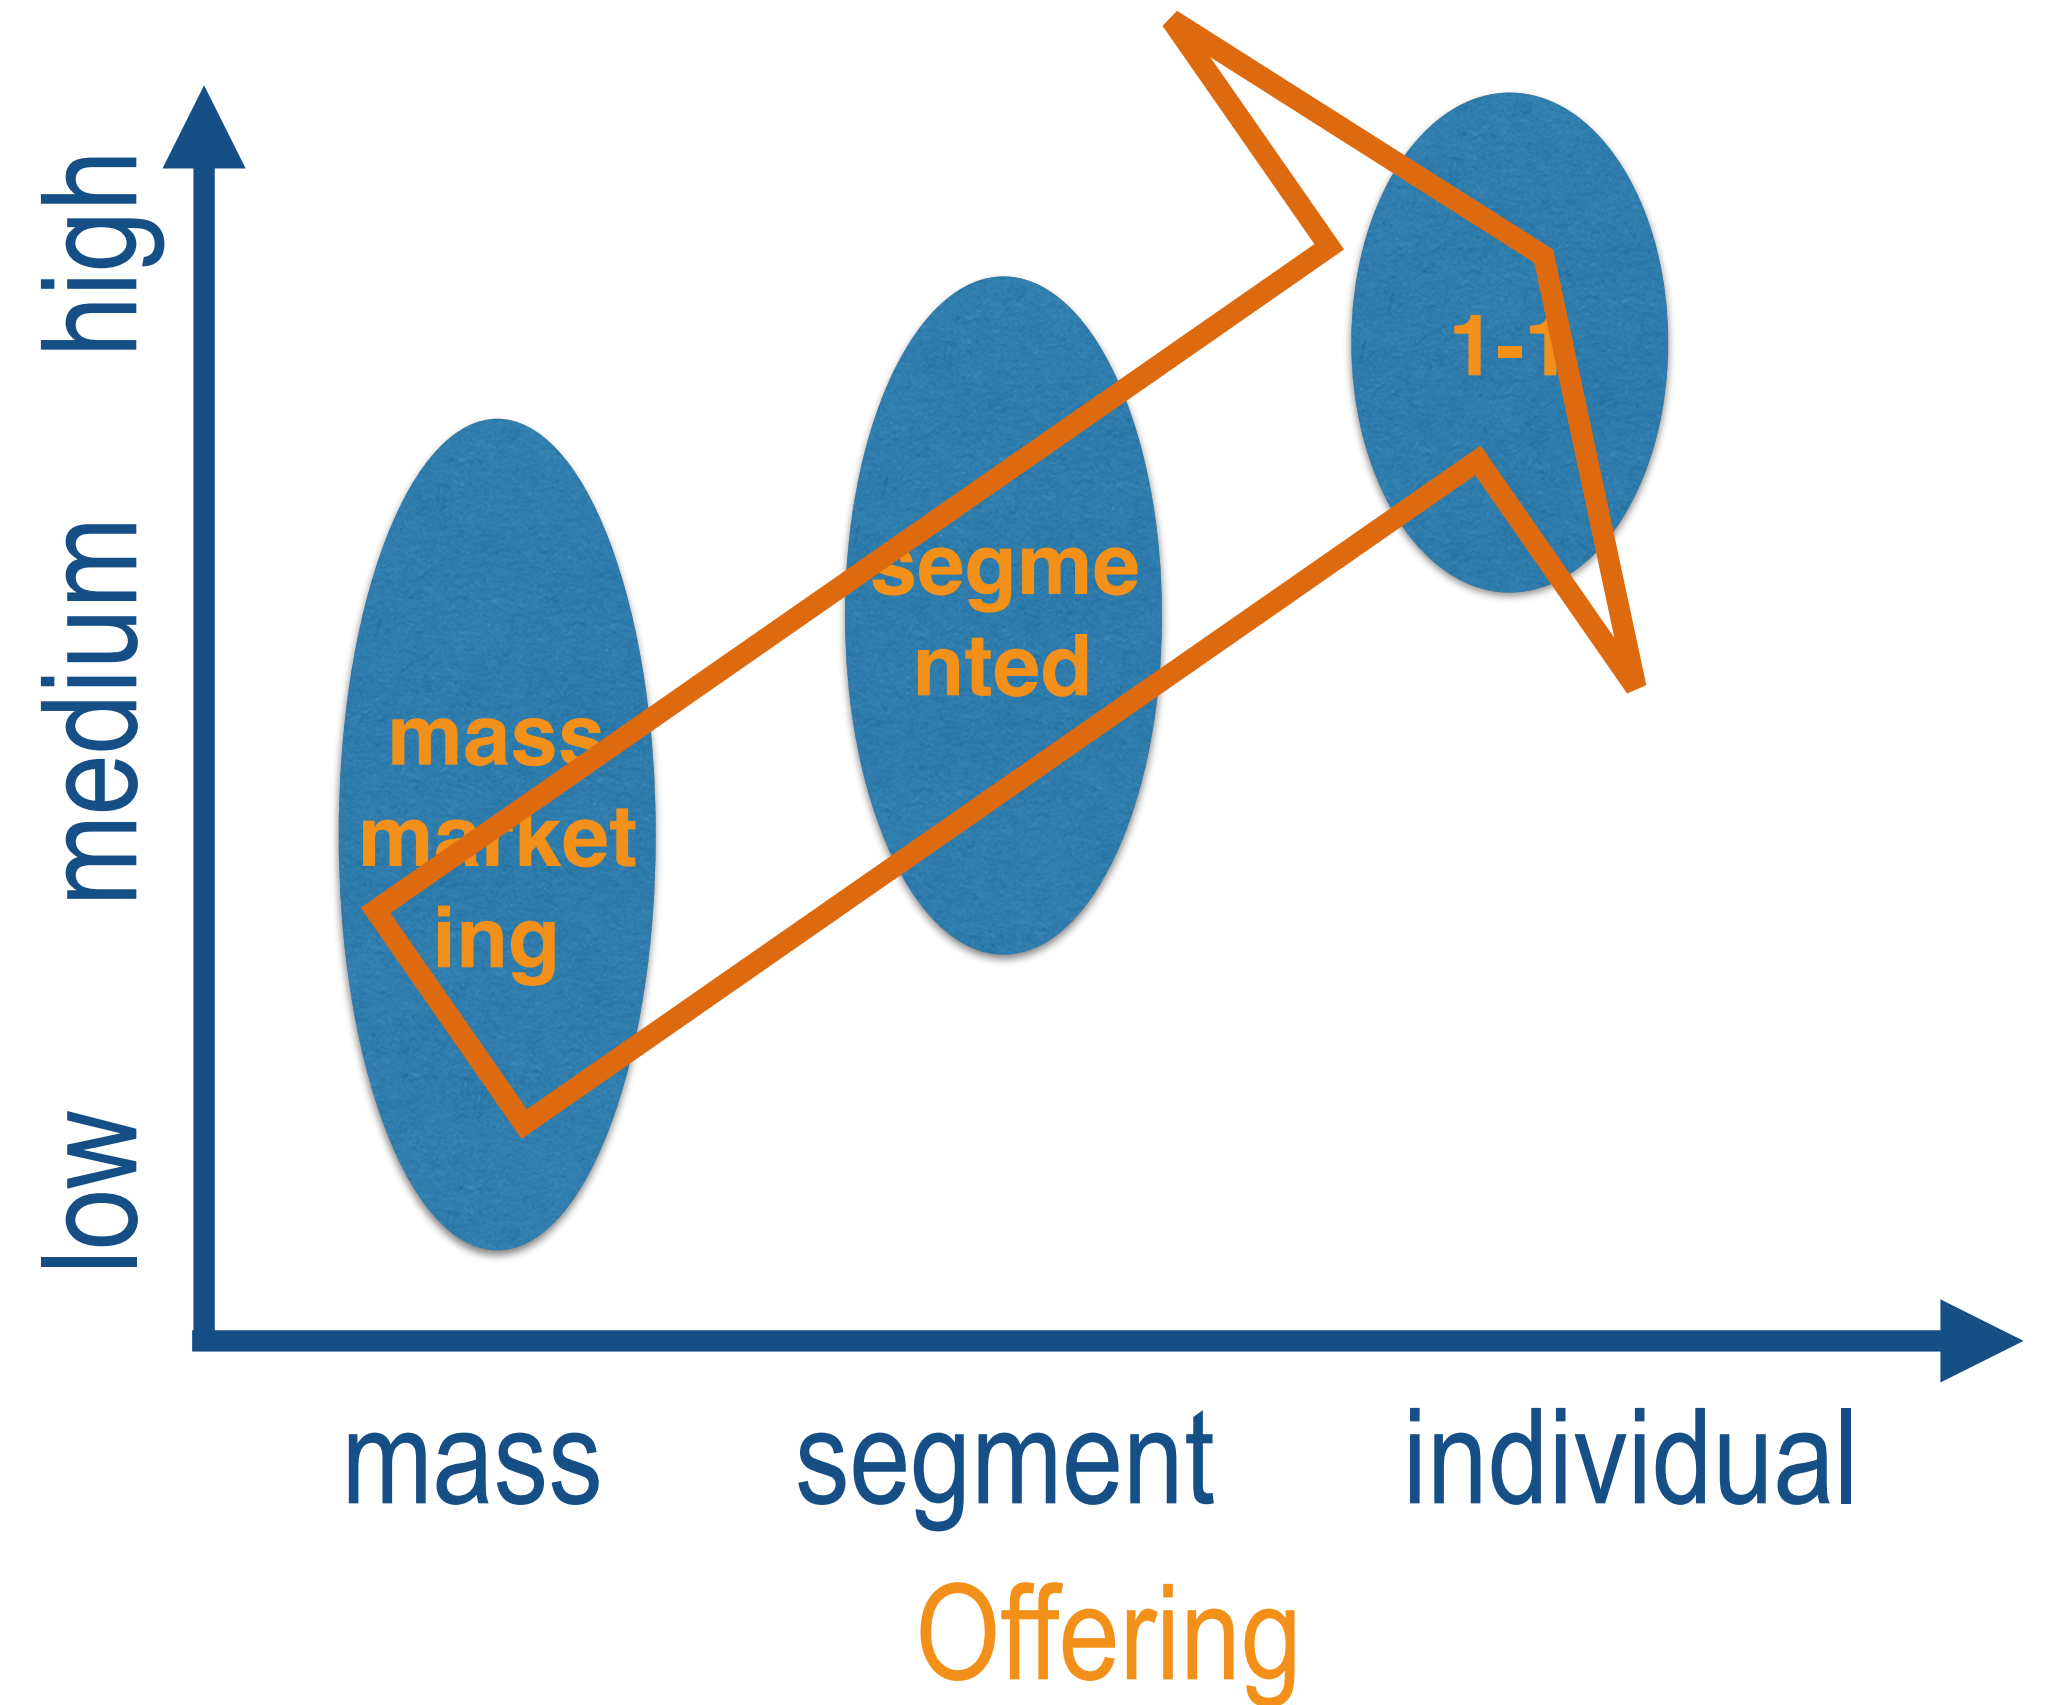 high
medium
low
mass
market
ing
segme
nted
1-1
mass segment individual
Offering